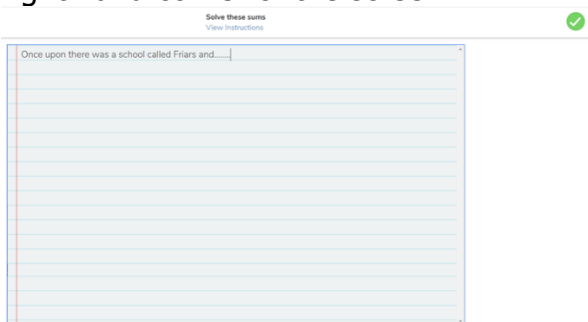 Solve these sums
View Instructions
Once upon there was a school called Friars and.......